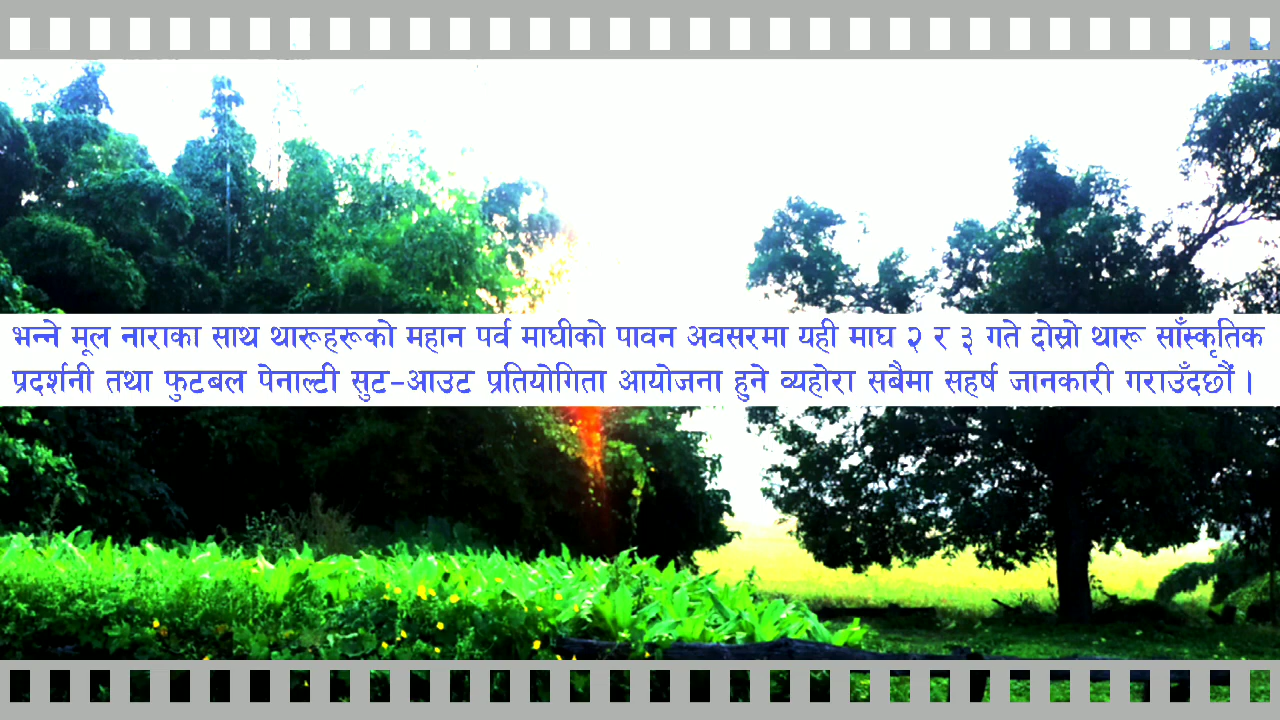 भन्ने मूल नाराका साथ थारूहरूको महान पर्व माघीको पावन अवसरमा यही माघ २ र ३ गते दोस्रो थारू साँस्कृतिक
प्रदर्शनी तथा फुटबल पेनाल्टी सुट-आउट प्रतियोगिता आयोजना हुने व्यहोरा सबैमा सहर्ष जानकारी गराउँदछौं ।